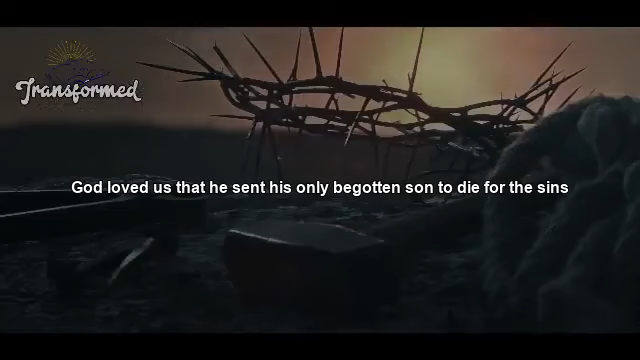 Transformed
God loved us that he sent his only begotten son to die for the sins